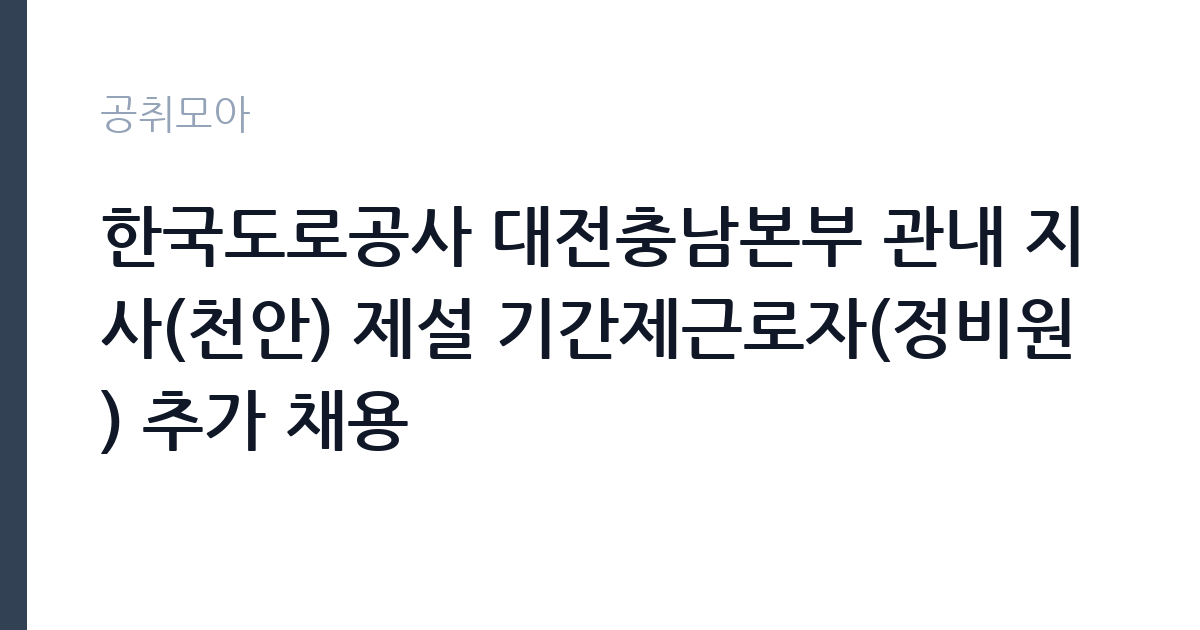 공취모아
한국도로공사 대전충남본부 관내 지
사(천안) 제설 기간제근로자(정비원
) 추가 채용